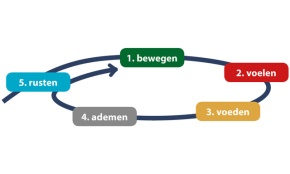 1. bewegen
2. voelen
3. voeden
4. ademen
5. rusten